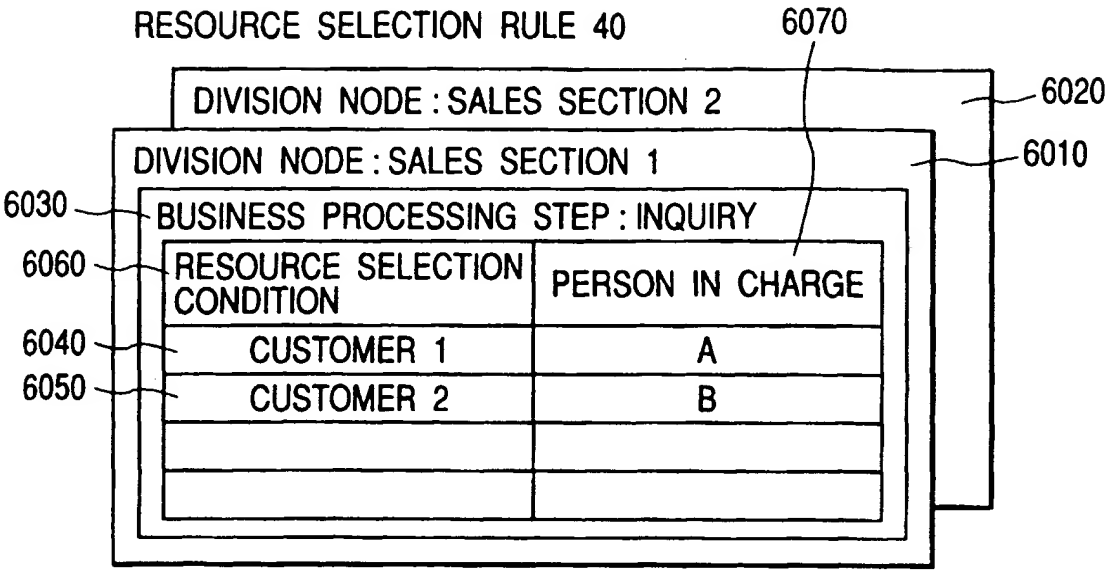 RESOURCE SELECTION RULE 40
6070
DIVISION NODE : SALES SECTION 2
6020
DIVISION NODE : SALES SECTION 1
6010
6030
BUSINESS PROCESSING STEP : INQUIRY
6060
RESOURCE SELECTION
CONDITION
PERSON IN CHARGE
6040
CUSTOMER 1
A
6050
CUSTOMER 2
B